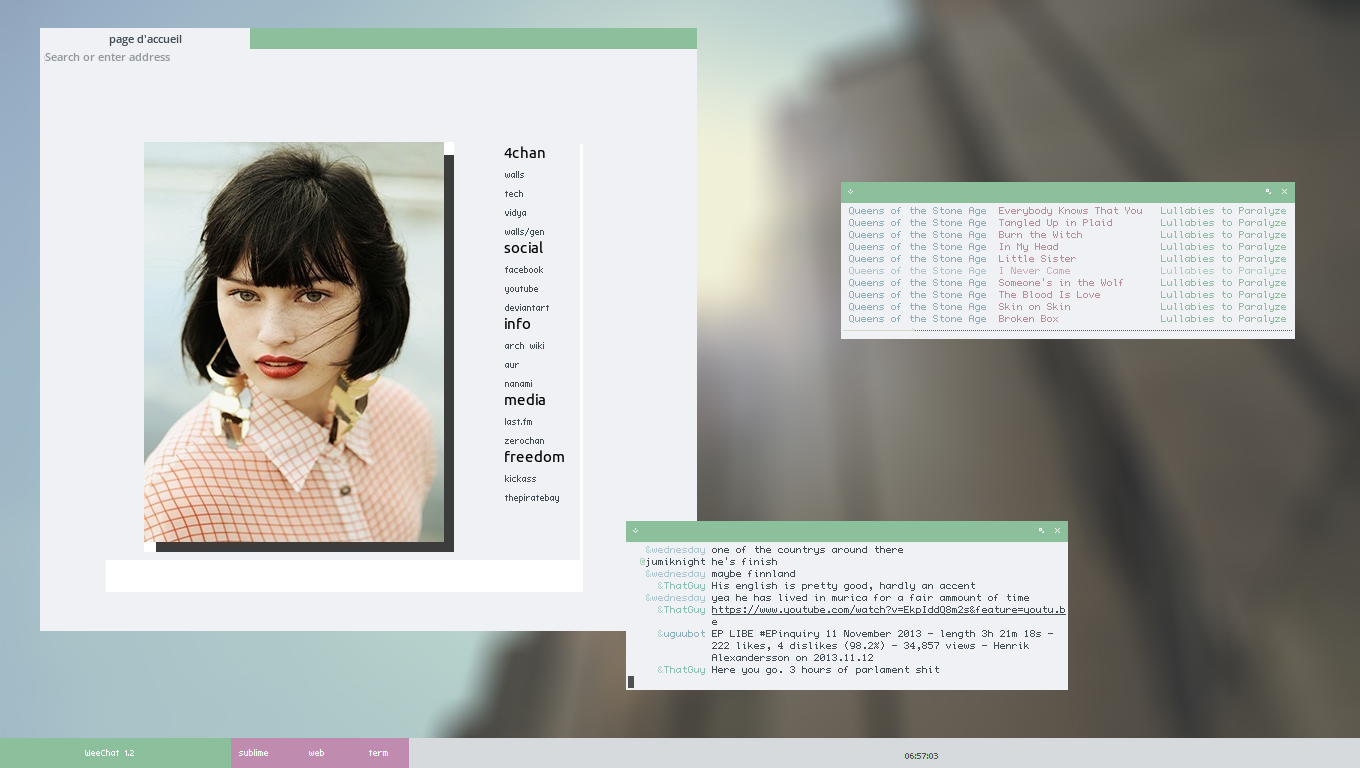 page d'accueil
Search or enter address
4chan
walls
tech
vidya
walls/gen
social
facebook
youtube
deviantart
info
arch wiki
aur
nanami
media
last.fm
zerochan
freedom
kickass
thepiratebay
Queens of the Stone Age Everybody Knows That You Lullabies to Paralyze
Queens of the Stone Age Tangled Up in Plaid Lullabies to Paralyze
Queens of the Stone Age Burn the Witch Lullabies to Paralyze
Queens of the Stone Age In My Head Lullabies to Paralyze
Queens of the Stone Age Little Sister Lullabies to Paralyze
Queens of the Stone Age I Never Came Lullabies to Paralyze
Queens of the Stone Age Someone's in the Wolf Lullabies to Paralyze
Queens of the Stone Age The Blood Is Love Lullabies to Paralyze
Queens of the Stone Age Skin on Skin Lullabies to Paralyze
Queens of the Stone Age Broken Box Lullabies to Paralyze
&wednesday one of the countrys around there
@jumiknight he's finish
&wednesday maybe finnland
&ThatGuy His english is pretty good, hardly an accent
&wednesday yea he has lived in murica for a fair ammount of time
&ThatGuy https://www.youtube.com/watch?v=EkpIddQ8m2s&feature=youtu.b
e
&uguubot EP LIBE #EPinquiry 11 November 2013 - length 3h 21m 18s -
222 likes, 4 dislikes (98.2%) - 34,857 views - Henrik
Alexandersson on 2013.11.12
&ThatGuy Here you go. 3 hours of parlament shit
WeeChat 1.2 sublime web term 06:57:03